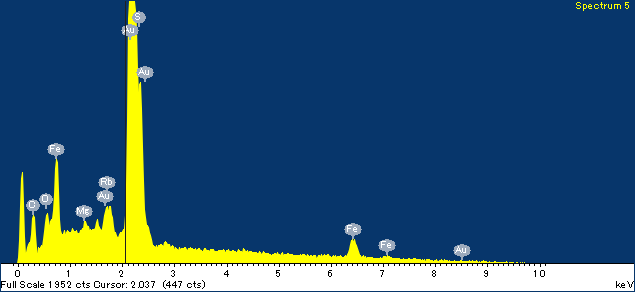 Spectrum 5
S
Au
Au
Fe
Rb
Au
O
O
Mg
Fe
Fe
Au
0 1 2 3 4 5 6 7 8 9 10
Full Scale 1952 cts Cursor: 2.037 (447 cts) keV